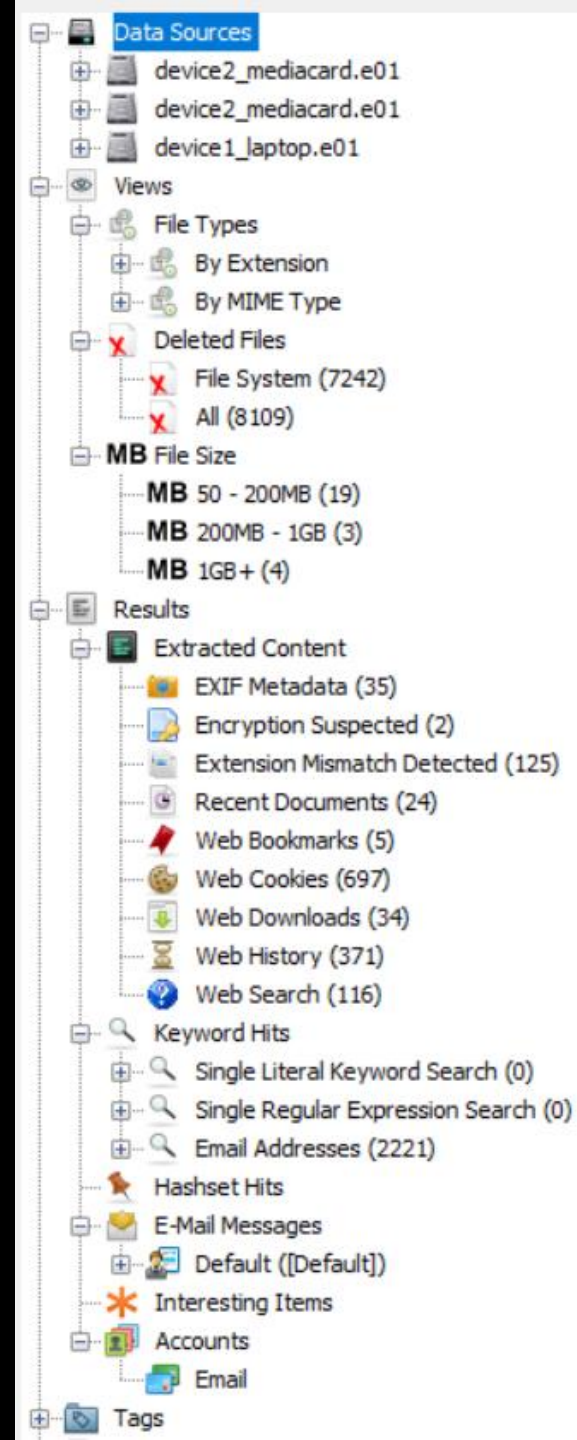 Data Sources
device2_mediacard.e01
device2_mediacard.e01
device1_laptop.e01
Views
File Types
By Extension
By MIME Type
Deleted Files
File System (7242)
All (8109)
MB File Size
MB 50 - 200MB (19)
MB 200MB - 1GB (3)
MB 1GB+ (4)
Results
Extracted Content
EXIF Metadata (35)
Encryption Suspected (2)
Extension Mismatch Detected (125)
Recent Documents (24)
Web Bookmarks (5)
Web Cookies (697)
Web Downloads (34)
Web History (371)
Web Search (116)
Keyword Hits
Single Literal Keyword Search (0)
Single Regular Expression Search (0)
Email Addresses (2221)
Hashset Hits
E-Mail Messages
Default ([Default])
Interesting Items
Accounts
Email
Tags